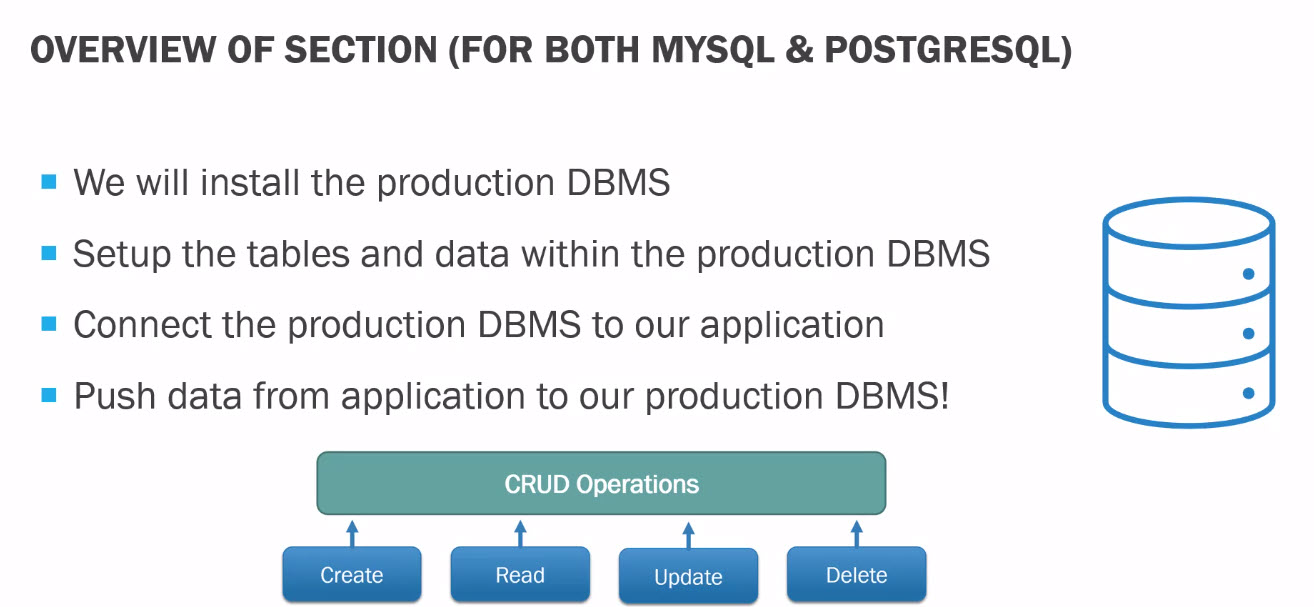 OVERVIEW OF SECTION (FOR BOTH MYSQL & POSTGRESQL)
We will install the production DBMS
Setup the tables and data within the production DBMS
Connect the production DBMS to our application
Push data from application to our production DBMS!
CRUD Operations
Create Read Update Delete